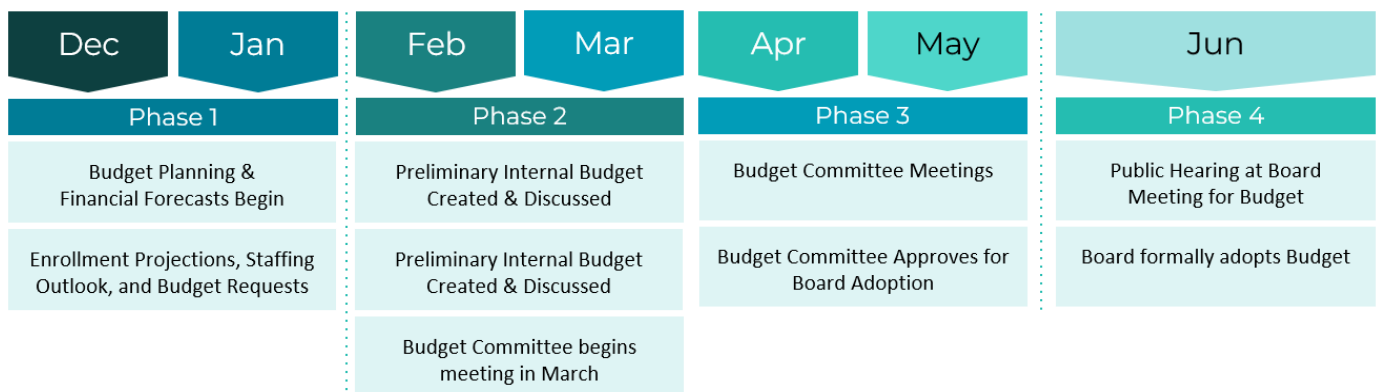 Dec
Jan
Feb
Mar
Apr
May
Jun
Phase 1
Phase 2
Phase 3
Phase 4
Budget Planning &
Financial Forecasts Begin
Enrollment Projections, Staffing
Outlook, and Budget Requests
Preliminary Internal Budget
Created & Discussed
Preliminary Internal Budget
Created & Discussed
Budget Committee begins
meeting in March
Budget Committee Meetings
Budget Committee Approves for
Board Adoption
Public Hearing at Board
Meeting for Budget
Board formally adopts Budget